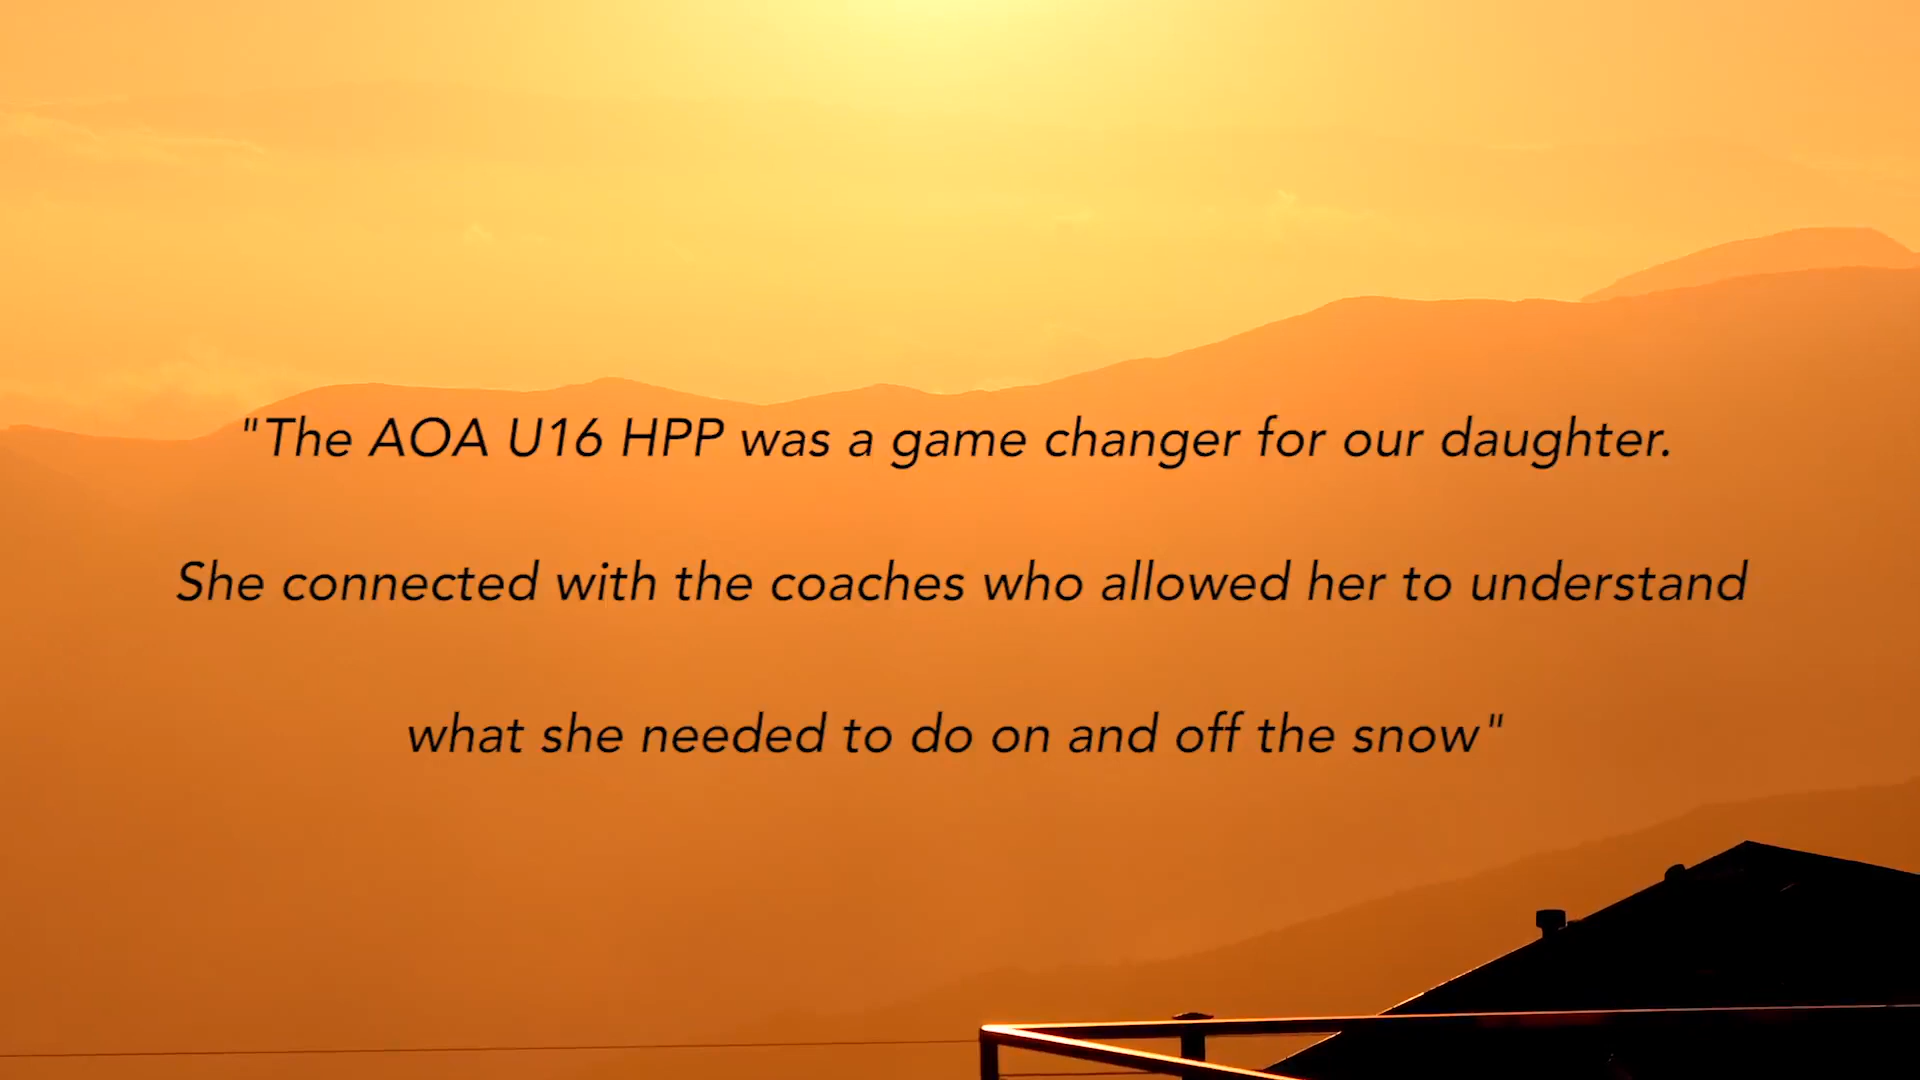 "The AOA U16 HPP was a game changer for our daughter.
She connected with the coaches who allowed her to understand
what she needed to do on and off the snow"